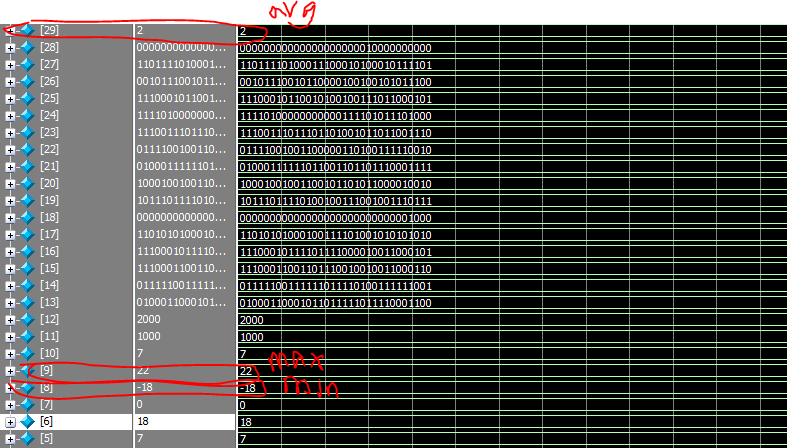 avg
[29] 2 2
[28] 0000000000000... 00000000000000000000010000000000
[27] 1101111010001... 11011110100011100010100010111101
[26] 0010111001011... 00101110010110000100100101011100
[25] 1110001011001... 11100010110010100100111011000101
[24] 1111010000000... 11110100000000000111101011101000
[23] 1110011101110... 11100111011101101001011011001110
[22] 0111100100110... 01111001001100000110100111110010
[21] 0100011111101... 01000111111011001101101110001111
[20] 1000100100110... 10001001001100101101011000010010
[19] 1011101111010... 10111011110100100111001001110111
[18] 0000000000000... 00000000000000000000000000001000
[17] 1101010100010... 11010101000100111101001010101010
[16] 1110001011110... 11100010111101111000010011000101
[15] 1110001100110... 11100011001101110010010011000110
[14] 0111110011111... 01111100111111011110100111111001
[13] 0100011000101... 01000110001011011111011110001100
[12] 2000 2000
[11] 1000 1000
[10] 7 7
[9] 22 22 max
[8] -18 -18 min
[7] 0 0
[6] 18 18
[5] 7 7